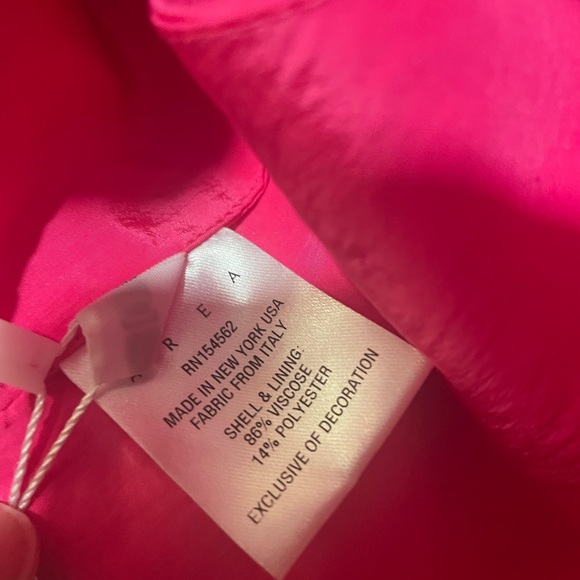 A R E A
RN154562
MADE IN NEW YORK USA
FABRIC FROM ITALY
SHELL & LINING:
86% VISCOSE
14% POLYESTER
EXCLUSIVE OF DECORATION